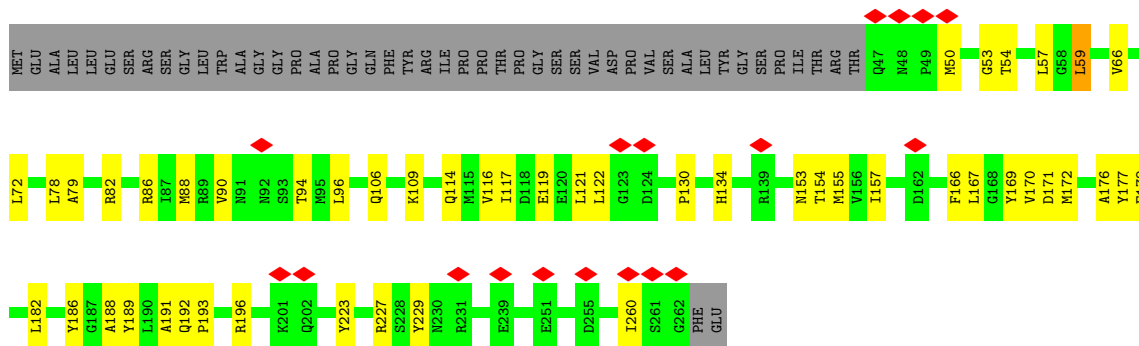 MET GLU ALA LEU LEU GLU SER ARG SER GLY LEU TRP ALA GLY GLY PRO ALA PRO GLY GLN PHE TYR ARG ILE PRO PRO THR PRO GLY SER SER VAL ASP PRO VAL SER ALA LEU TYR GLY SER PRO ILE THR ARG THR Q47 N48 P49 M50 G53 T54 L57 G58 L59 V66
L72 L78 A79 R82 R86 I87 M88 R89 V90 N91 N92 S93 T94 M95 L96 Q106 K109 Q114 M115 V116 I117 D118 E119 E120 L121 L122 G123 D124 P130 H134 R139 N153 T154 M155 V156 I157 D162 F166 L167 G168 Y169 V170 D171 M172 A176 Y177
L182 Y186 G187 A188 Y189 L190 A191 Q192 P193 R196 K201 Q202 Y223 R227 S228 Y229 N230 R231 E239 E251 D255 I260 S261 G262 PHE GLU